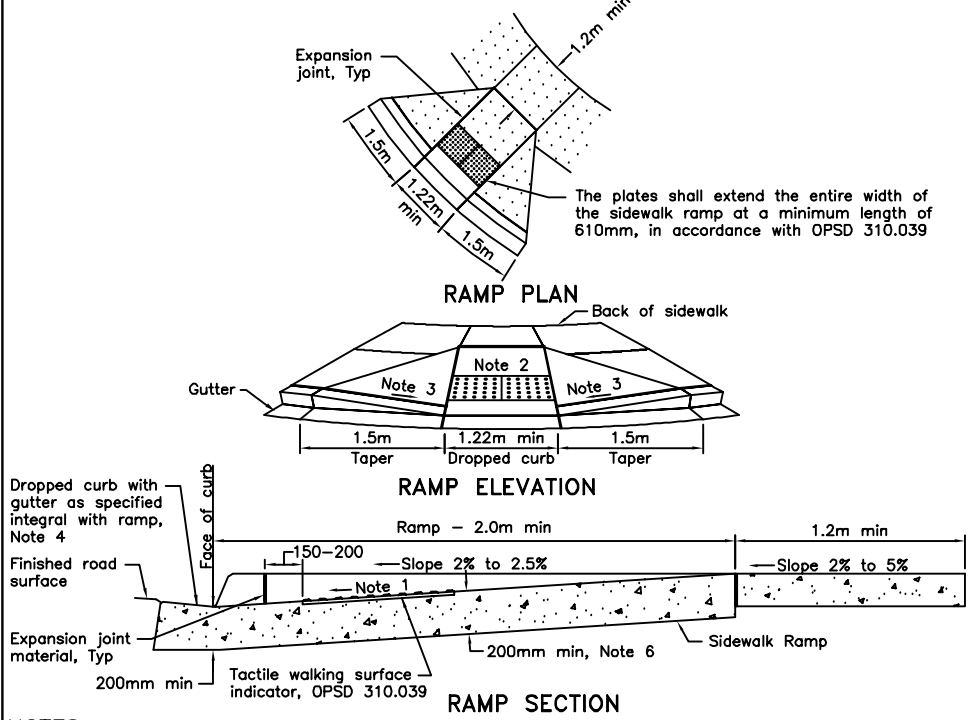 1.2m min
Expansion
joint, Typ
1.5m
1.22m
min
1.5m
The plates shall extend the entire width of
the sidewalk ramp at a minimum length of
610mm, in accordance with OPSD 310.039
RAMP PLAN
Back of sidewalk
Note 2
Note 3
Note 3
Gutter
1.5m
Taper
1.22m min
Dropped curb
1.5m
Taper
RAMP ELEVATION
Dropped curb with
gutter as specified
integral with ramp,
Note 4
Face of curb
Ramp – 2.0m min
1.2m min
150-200
Slope 2% to 2.5%
Slope 2% to 5%
Finished road
surface
Note 1
Expansion joint
material, Typ
Sidewalk Ramp
200mm min, Note 6
200mm min
Tactile walking surface
indicator, OPSD 310.039
RAMP SECTION